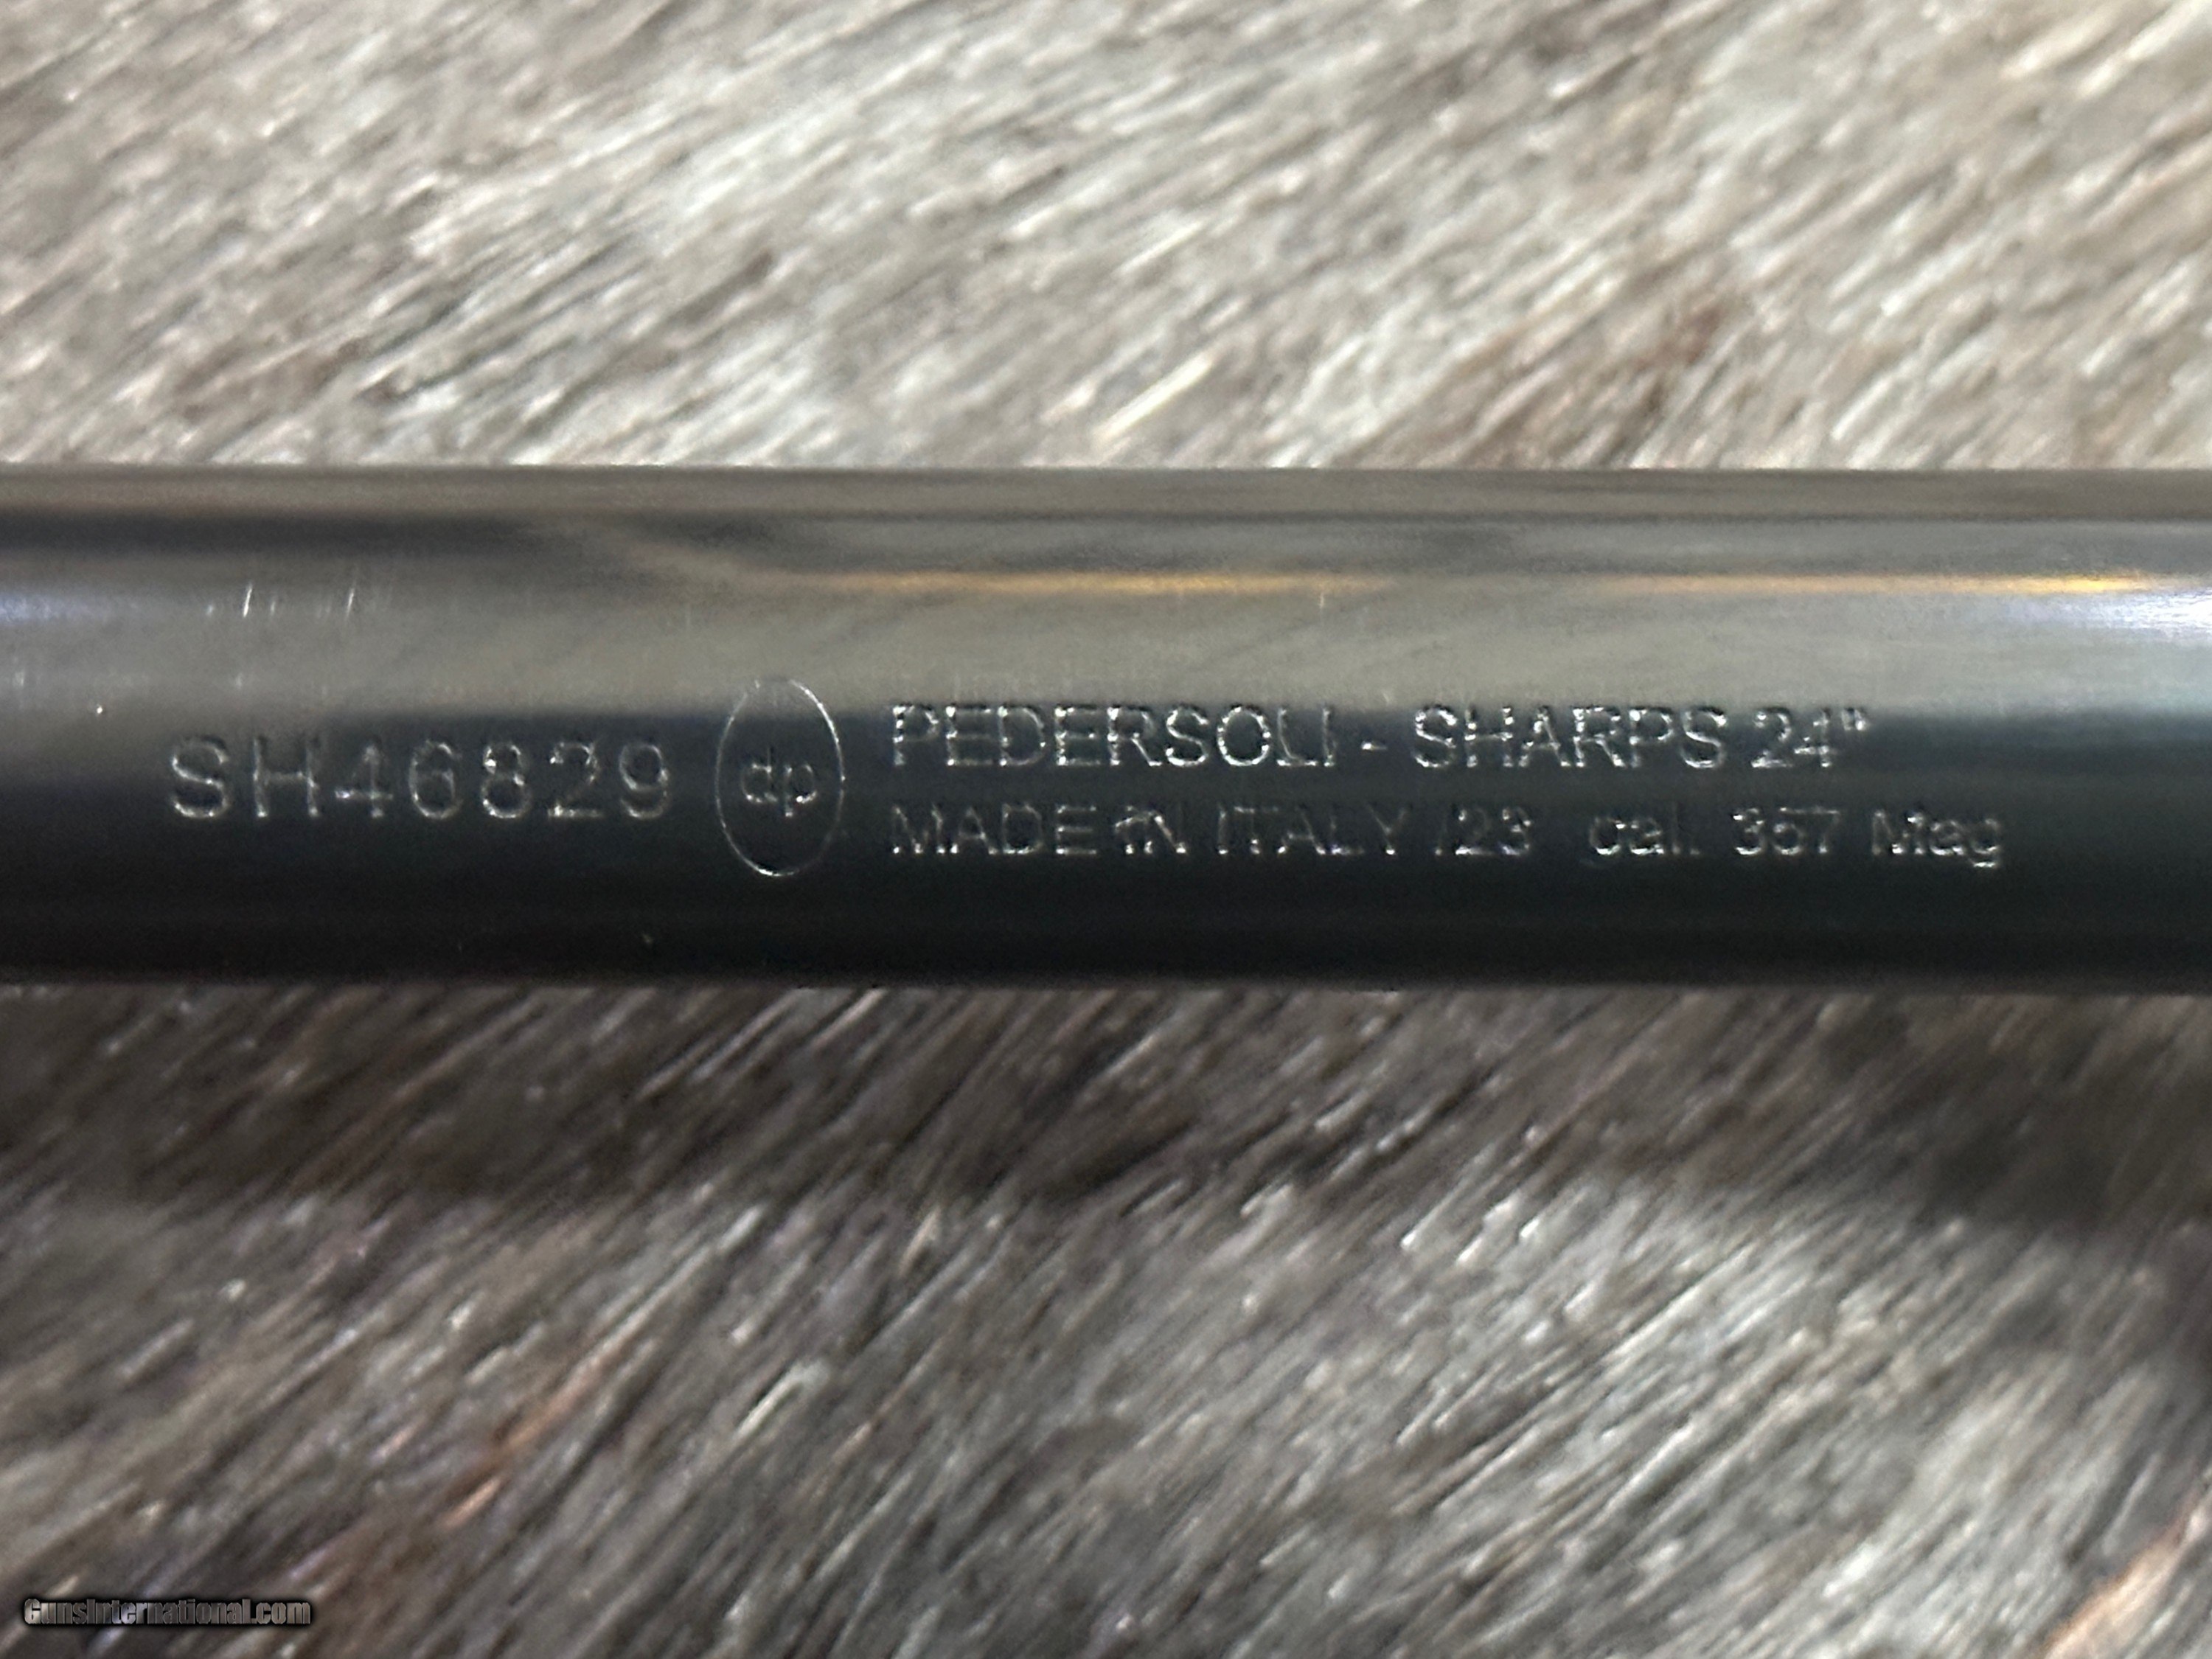 SH46829 dp PEDERSOLI - SHARPS 24"
MADE IN ITALY /23 cal. 357 Mag
GunsInternational.com